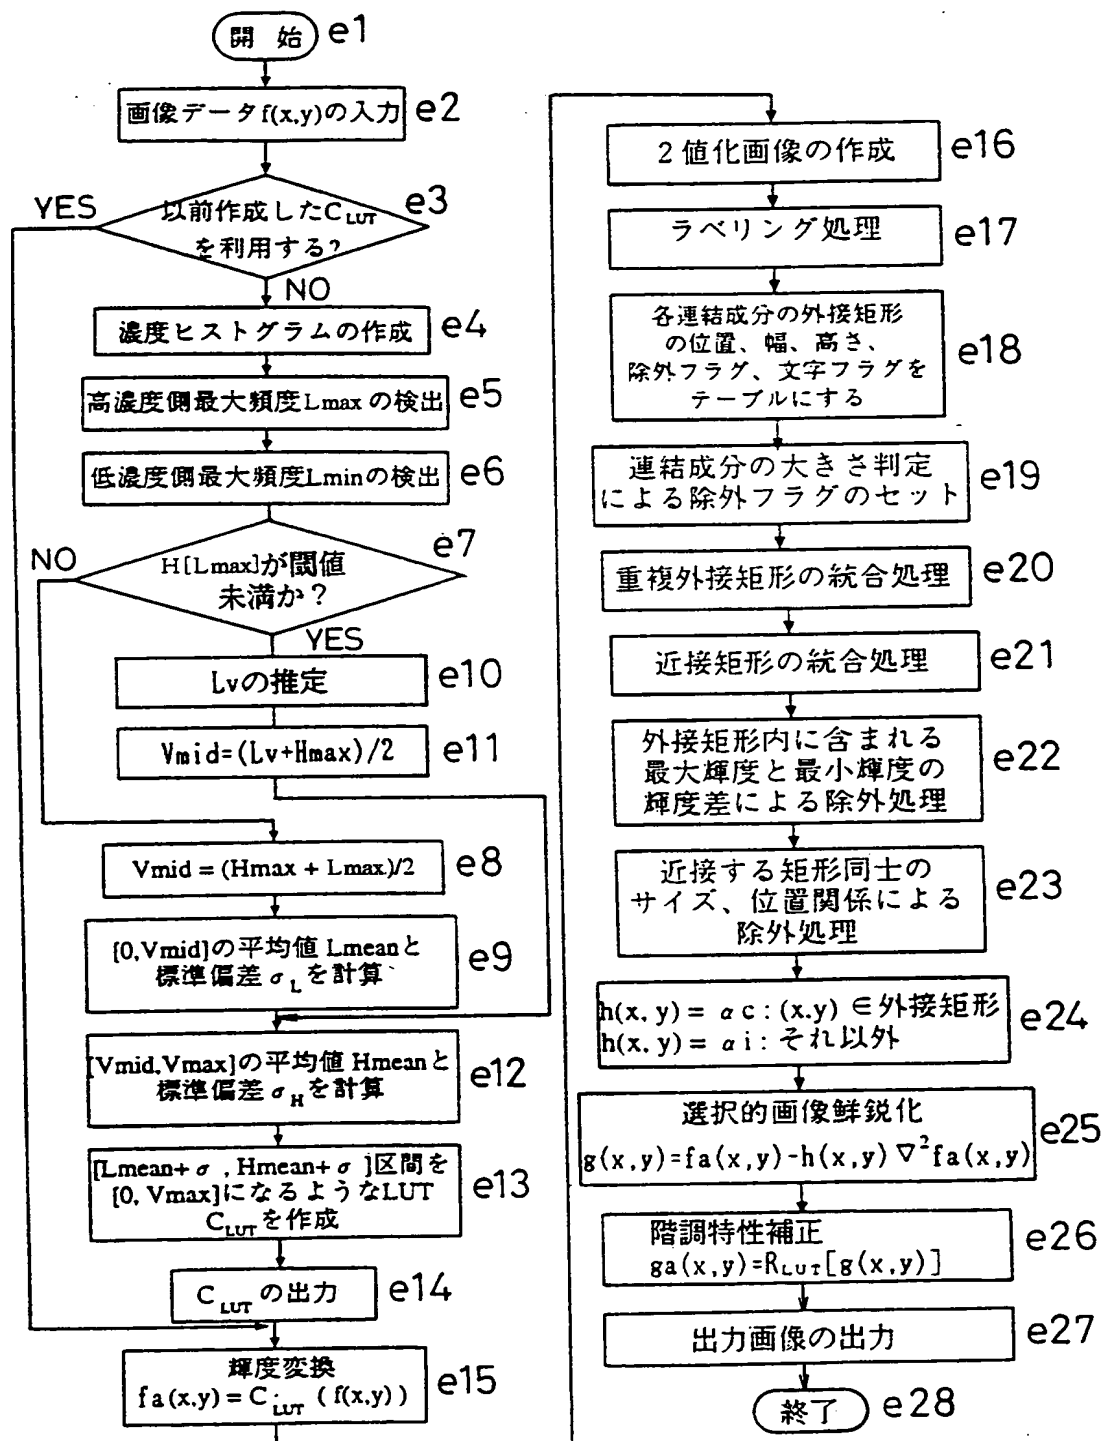 開始 e1
画像データf(x,y)の入力 e2
以前作成したCLUT
を利用する? e3
YES
NO
濃度ヒストグラムの作成 e4
高濃度側最大頻度Lmaxの検出 e5
低濃度側最大頻度Lminの検出 e6
H[Lmax]が閾値
未満か? e7
NO
YES
Lvの推定 e10
Vmid=(Lv+Hmax)/2 e11
Vmid = (Hmax + Lmax)/2 e8
[0,Vmid]の平均値 Lmeanと
標準偏差σLを計算 e9
[Vmid,Vmax]の平均値 Hmeanと
標準偏差σHを計算 e12
[Lmean+σ, Hmean+σ]区間を
[0, Vmax]になるようなLUT
CLUTを作成 e13
CLUTの出力 e14
輝度変換
fa(x,y) = CLUT (f(x,y)) e15
2値化画像の作成 e16
ラベリング処理 e17
各連結成分の外接矩形
の位置、幅、高さ、
除外フラグ、文字フラグを
テーブルにする e18
連結成分の大きさ判定
による除外フラグのセット e19
重複外接矩形の統合処理 e20
近接矩形の統合処理 e21
外接矩形内に含まれる
最大輝度と最小輝度の
輝度差による除外処理 e22
近接する矩形同士の
サイズ、位置関係による
除外処理 e23
h(x, y) = αc : (x.y) ∈外接矩形
h(x, y) = αi : それ以外 e24
選択的画像鮮鋭化
g(x,y)=fa(x,y)-h(x,y)∇²fa(x,y) e25
階調特性補正
ga(x,y)=RLUT[g(x,y)] e26
出力画像の出力 e27
終了 e28